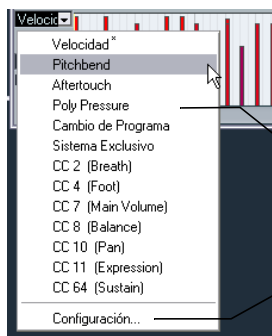 Velocid
Velocidad*
Pitchbend
Aftertouch
Poly Pressure
Cambio de Programa
Sistema Exclusivo
CC 2 (Breath)
CC 4 (Foot)
CC 7 (Main Volume)
CC 8 (Balance)
CC 10 (Pan)
CC 11 (Expression)
CC 64 (Sustain)
Configuración...